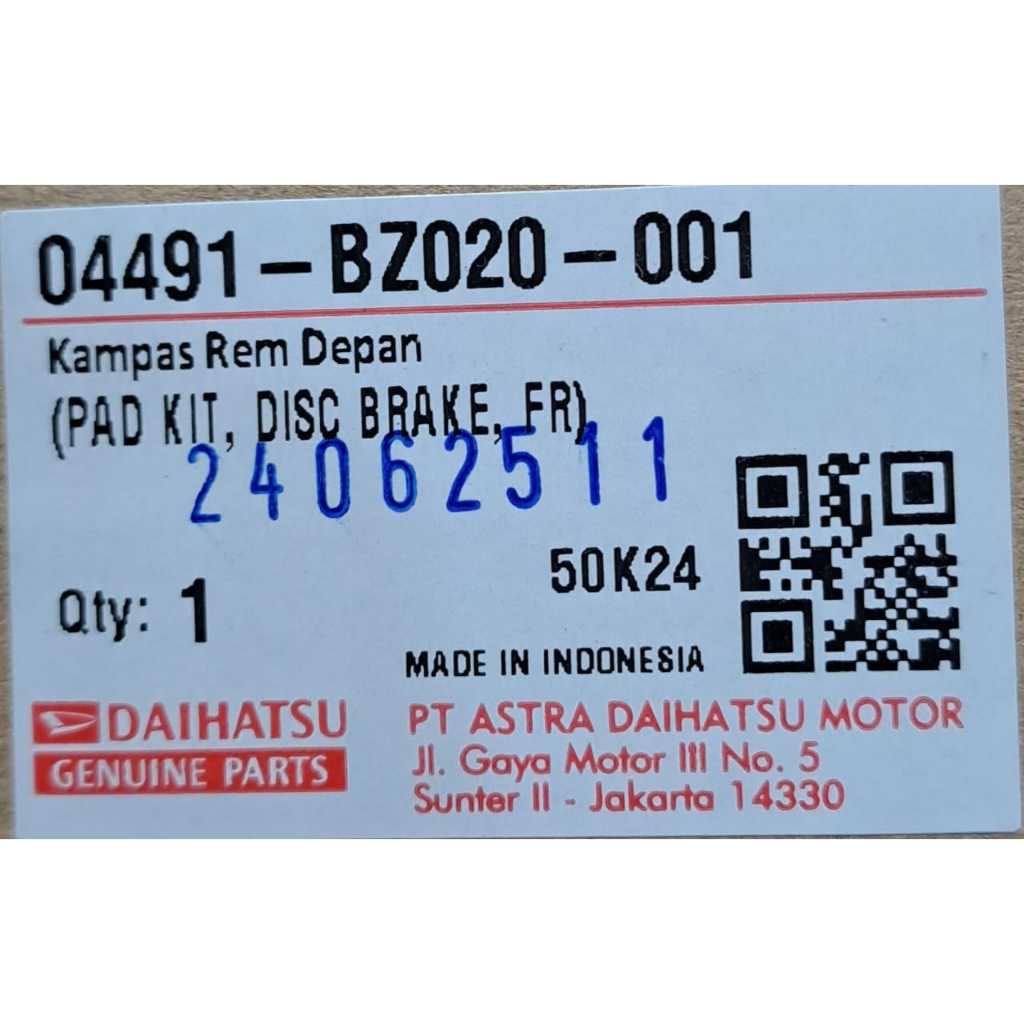 04491-BZ020-001
Kampas Rem Depan
(PAD KIT, DISC BRAKE, FR)
24062511
50K24
Qty: 1
MADE IN INDONESIA
DAIHATSU
GENUINE PARTS
PT ASTRA DAIHATSU MOTOR
Jl. Gaya Motor III No. 5
Sunter II - Jakarta 14330